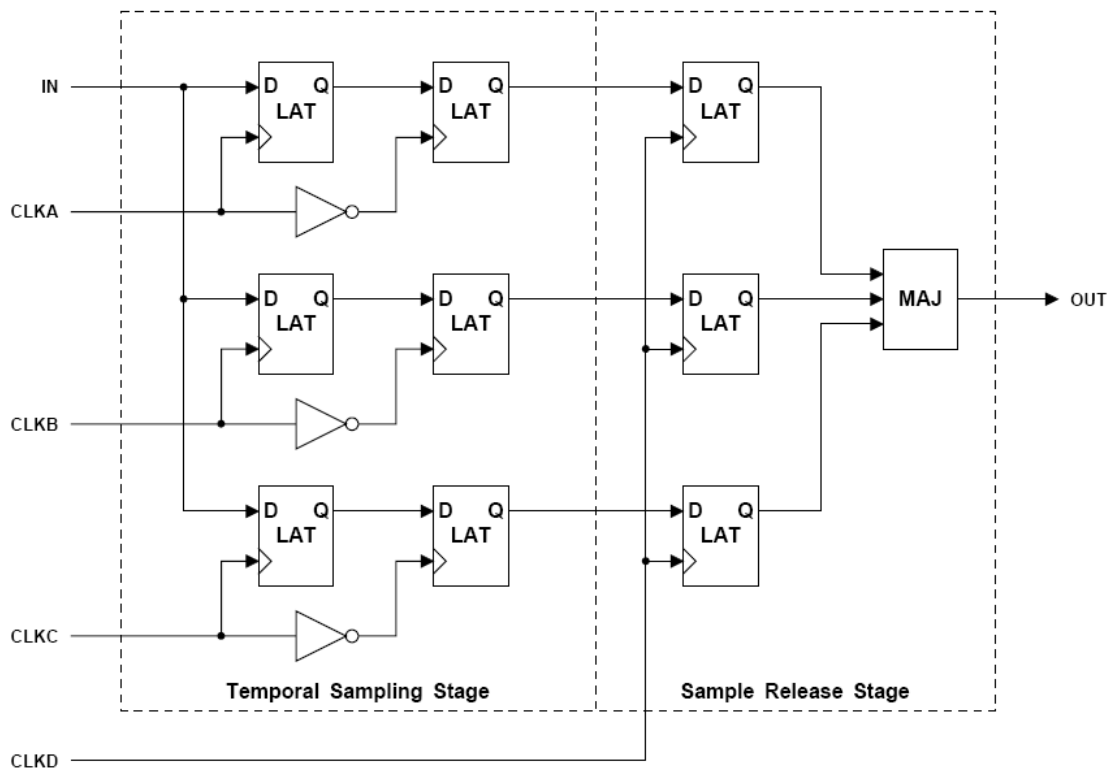 IN
D Q
LAT
D Q
LAT
D Q
LAT
CLKA
D Q
LAT
D Q
LAT
D Q
LAT
MAJ
OUT
CLKB
D Q
LAT
D Q
LAT
D Q
LAT
CLKC
Temporal Sampling Stage
Sample Release Stage
CLKD